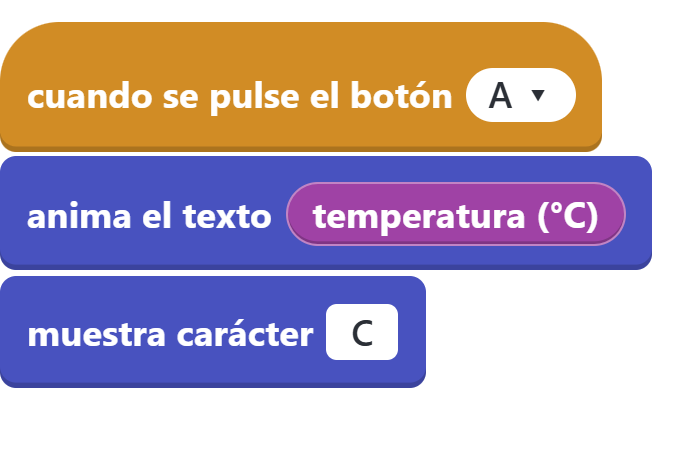 cuando se pulse el botón A
anima el texto temperatura (°C)
muestra carácter C